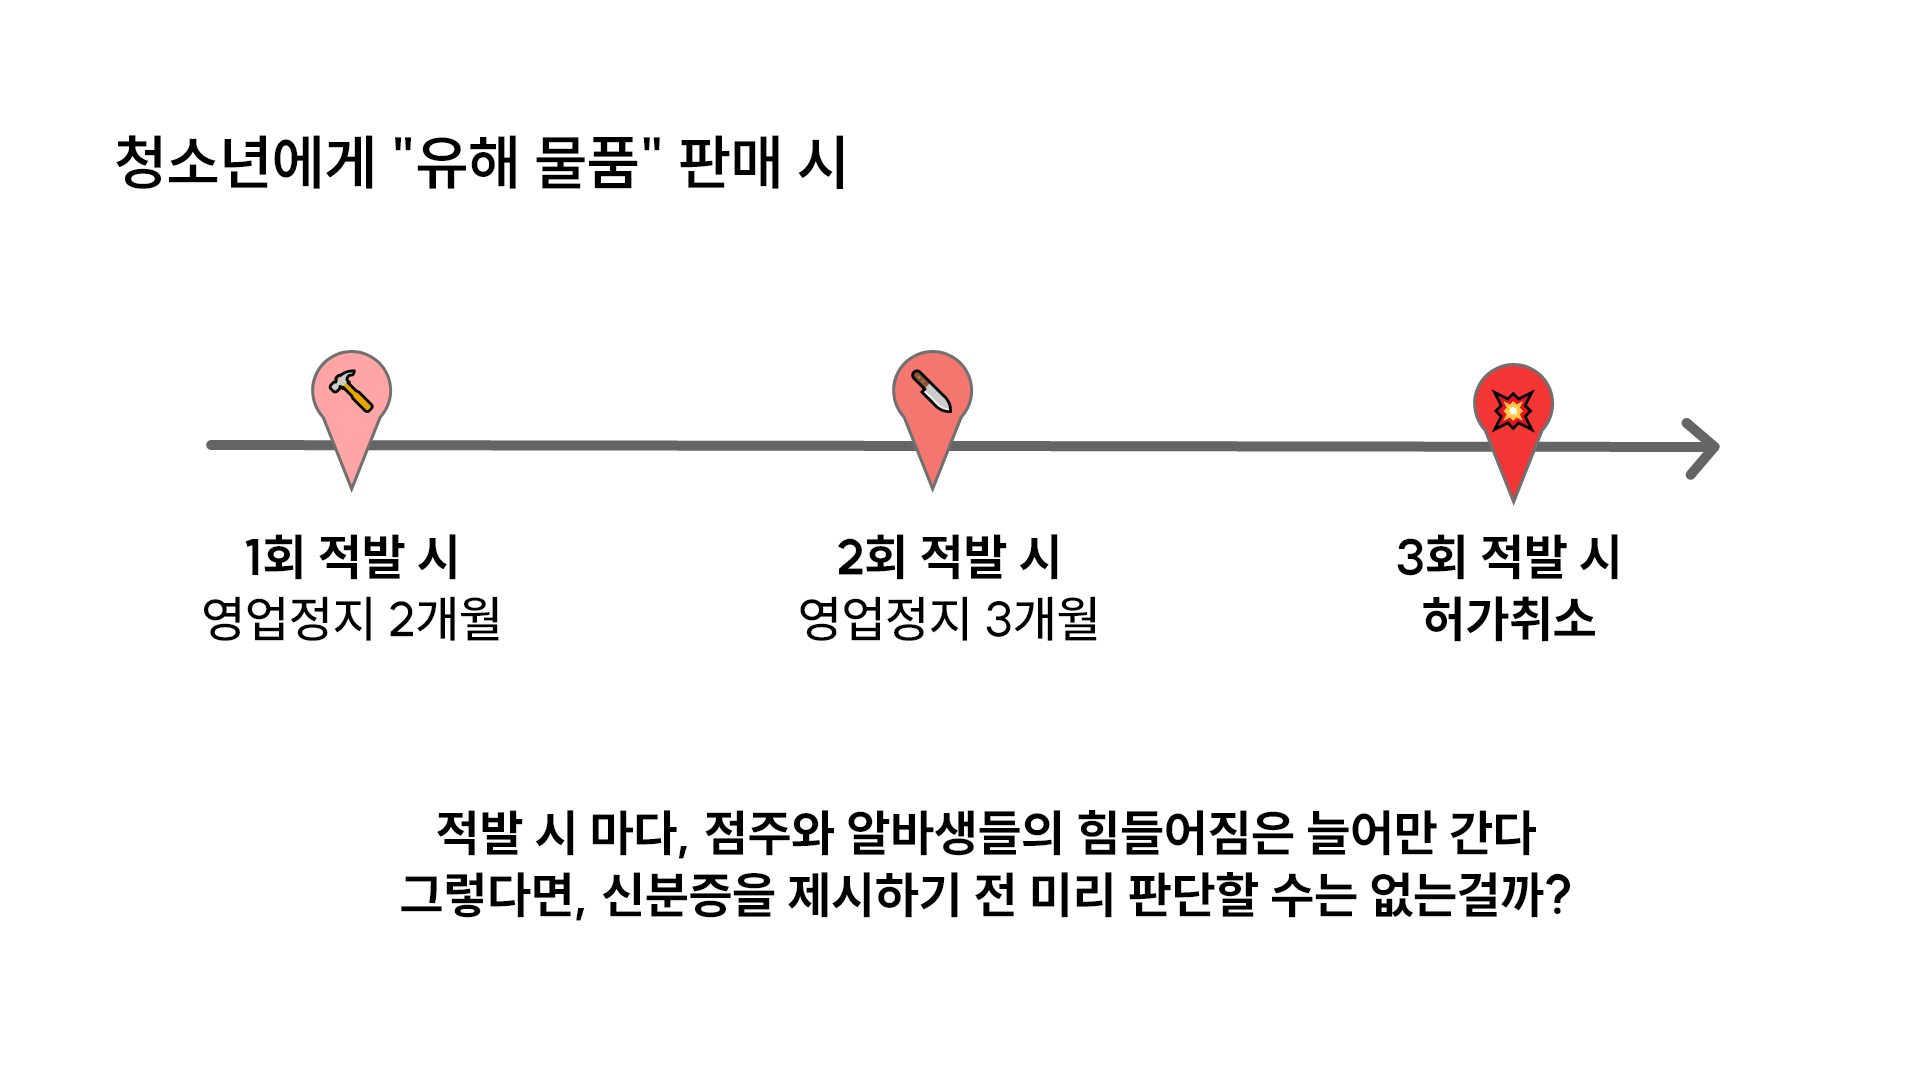 청소년에게 "유해 물품" 판매 시
1회 적발 시
영업정지 2개월
2회 적발 시
영업정지 3개월
3회 적발 시
허가취소
적발 시 마다, 점주와 알바생들의 힘들어짐은 늘어만 간다
그렇다면, 신분증을 제시하기 전 미리 판단할 수는 없는걸까?